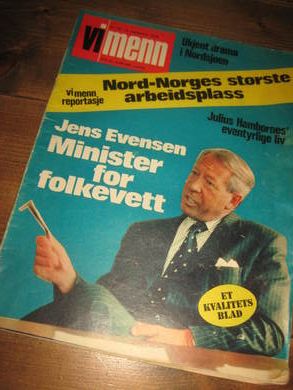 vi menn
Ukjent drama
i Nordsjøen
vi menn
reportasje
Nord-Norges største
arbeidsplass
Julius Hambornes'
eventyrlige liv
Jens Evensen
Minister
for
folkevett
ET
KVALITETS
BLAD